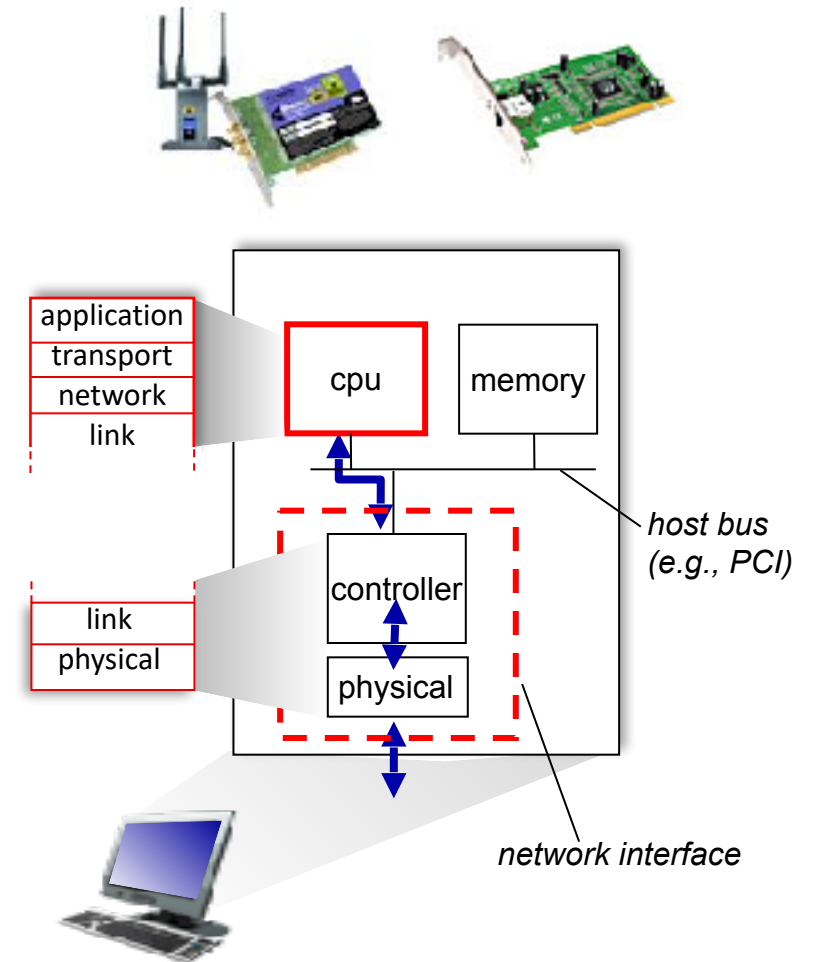 application
transport
network
link
cpu
memory
host bus
(e.g., PCI)
controller
link
physical
physical
network interface